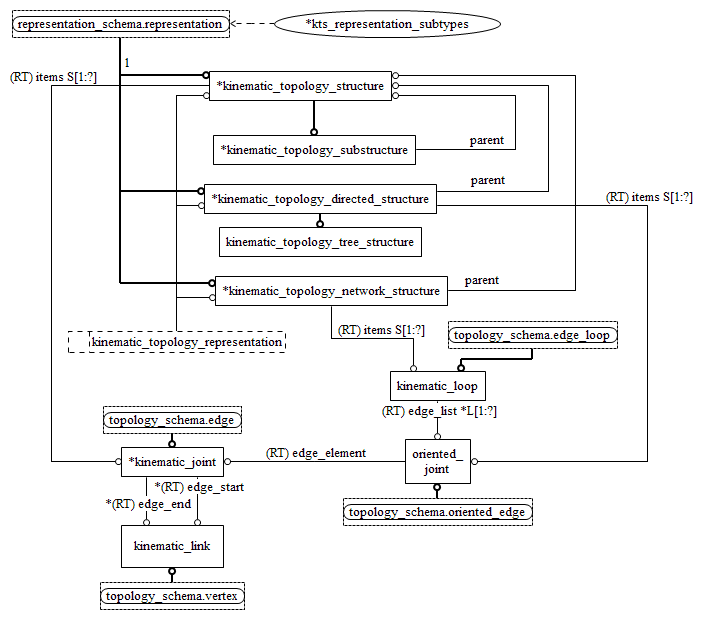 representation_schema.representation
*kts_representation_subtypes
1
(RT) items S[1:?]
*kinematic_topology_structure
parent
*kinematic_topology_substructure
parent
*kinematic_topology_directed_structure
(RT) items S[1:?]
kinematic_topology_tree_structure
parent
*kinematic_topology_network_structure
(RT) items S[1:?]
topology_schema.edge_loop
kinematic_topology_representation
kinematic_loop
(RT) edge_list *L[1:?]
topology_schema.edge
*kinematic_joint
(RT) edge_element
oriented_
joint
*(RT) edge_start
*(RT) edge_end
topology_schema.oriented_edge
kinematic_link
topology_schema.vertex